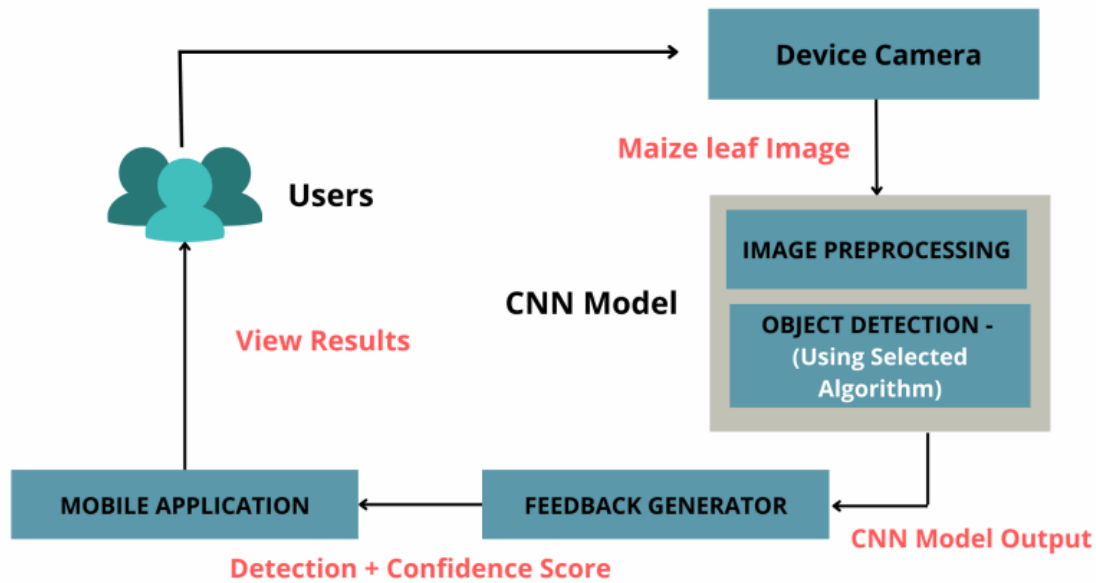 Device Camera
Maize leaf Image
Users
IMAGE PREPROCESSING
CNN Model
OBJECT DETECTION -
(Using Selected
Algorithm)
View Results
MOBILE APPLICATION
FEEDBACK GENERATOR
CNN Model Output
Detection + Confidence Score